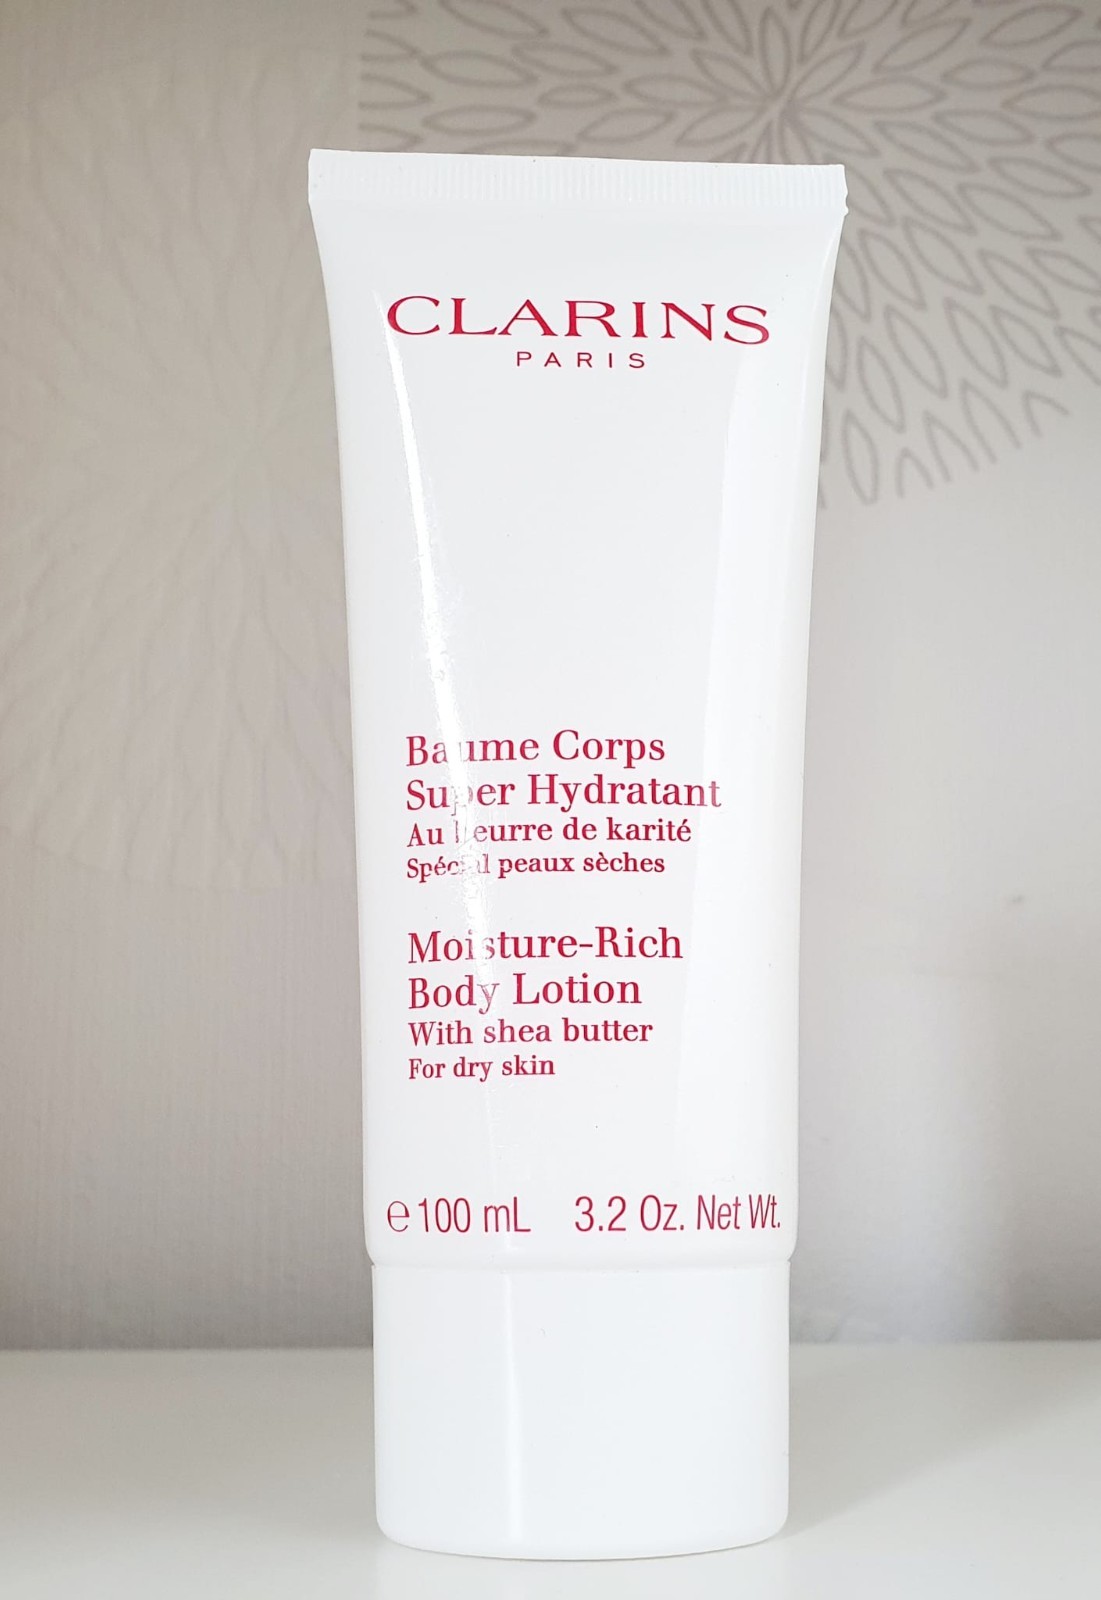 CLARINS
PARIS
Baume Corps
Super Hydratant
Au beurre de karité
Spécial peaux sèches
Moisture-Rich
Body Lotion
With shea butter
For dry skin
℮ 100 mL 3.2 Oz. Net Wt.